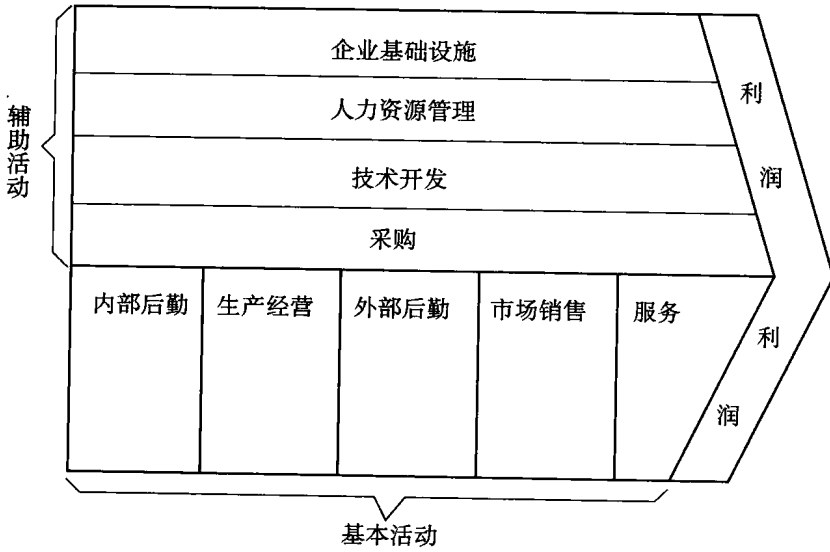 企业基础设施
人力资源管理
技术开发
采购
辅助活动
利润
内部后勤
生产经营
外部后勤
市场销售
服务
利润
基本活动